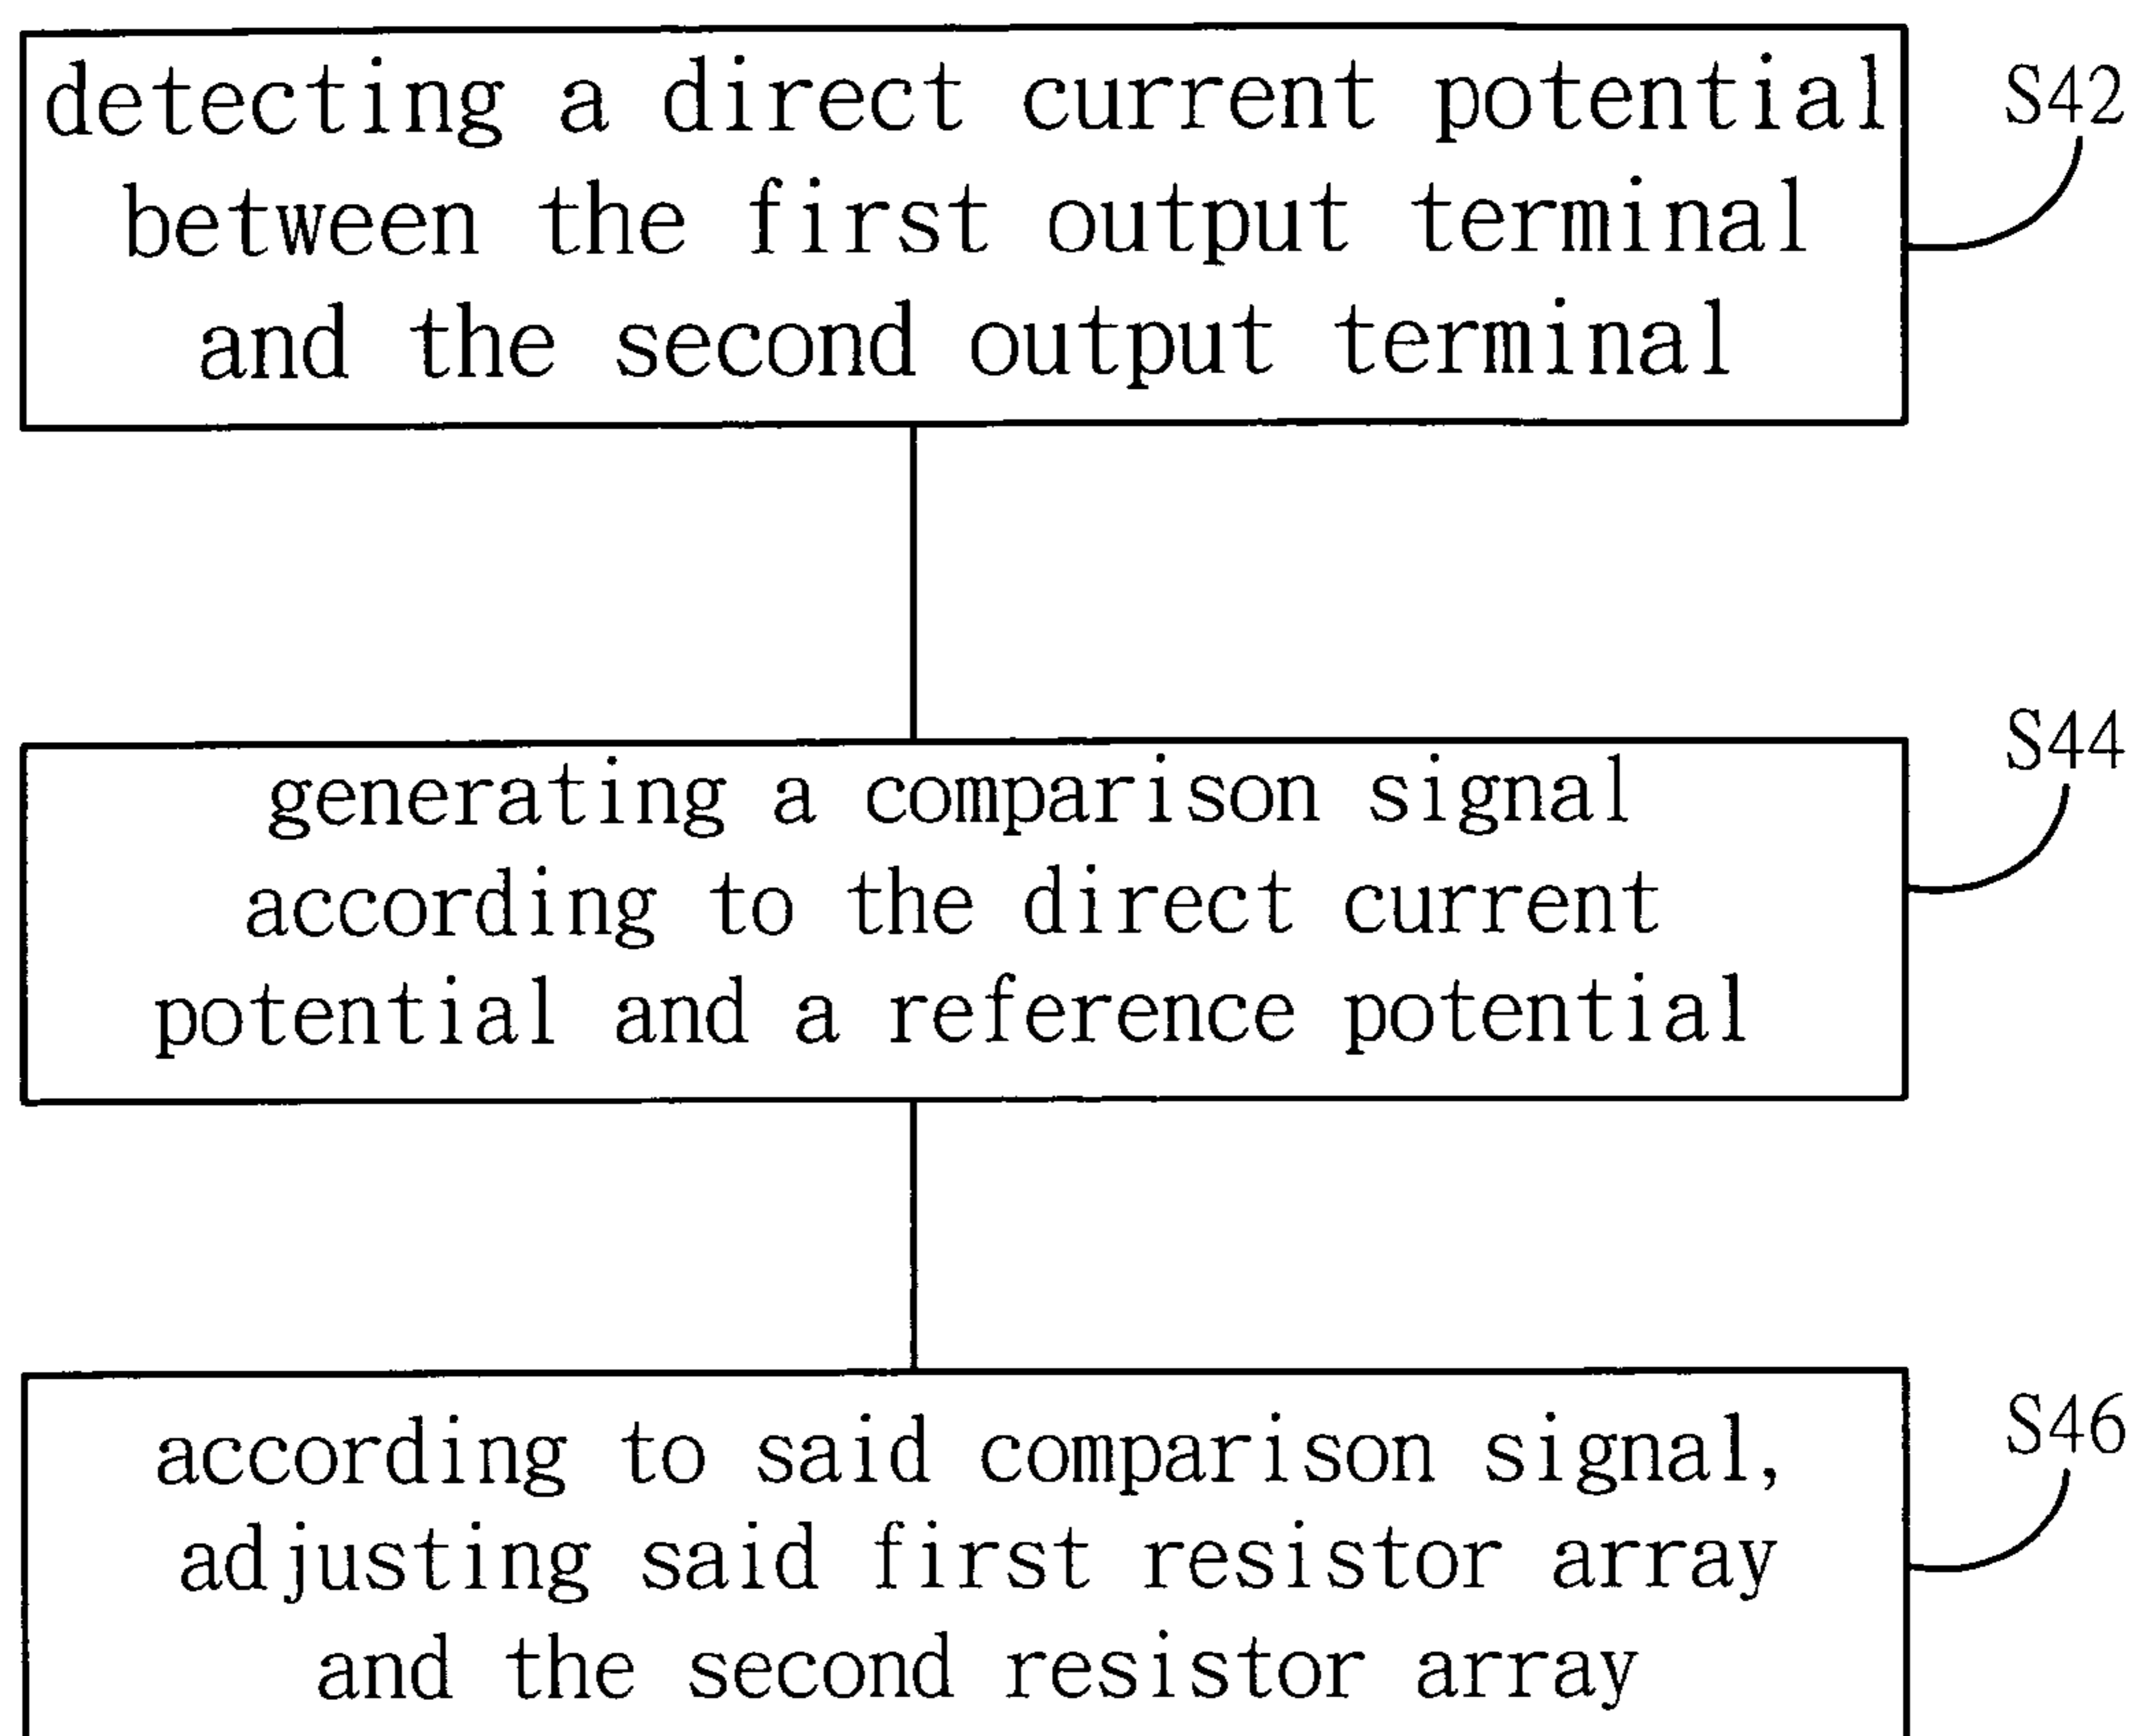 detecting a direct current potential
between the first output terminal
and the second output terminal
S42
generating a comparison signal
according to the direct current
potential and a reference potential
S44
according to said comparison signal,
adjusting said first resistor array
and the second resistor array
S46